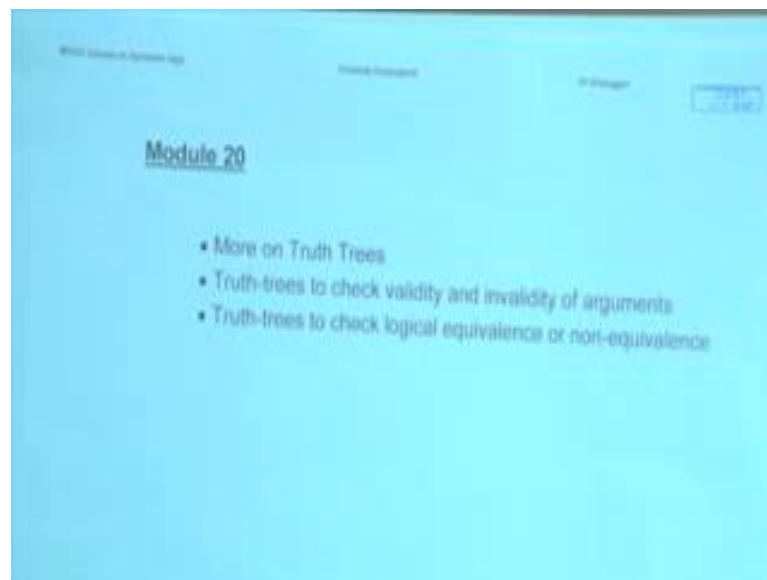 Module 20
• More on Truth Trees
• Truth-trees to check validity and invalidity of arguments
• Truth-trees to check logical equivalence or non-equivalence